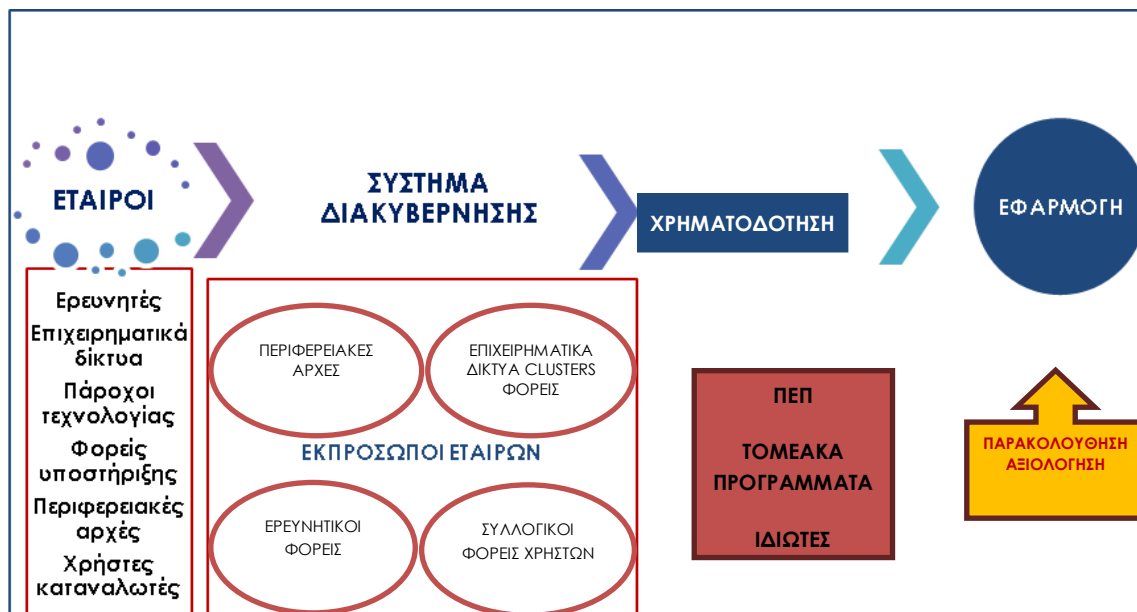 ΕΤΑΙΡΟΙ
ΣΥΣΤΗΜΑ
ΔΙΑΚΥΒΕΡΝΗΣΗΣ
ΧΡΗΜΑΤΟΔΟΤΗΣΗ
ΕΦΑΡΜΟΓΗ
Ερευνητές
Επιχειρηματικά
δίκτυα
Πάροχοι
τεχνολογίας
Φορείς
υποστήριξης
Περιφερειακές
αρχές
Χρήστες
καταναλωτές
ΠΕΡΙΦΕΡΕΙΑΚΕΣ
ΑΡΧΕΣ
ΕΠΙΧΕΙΡΗΜΑΤΙΚΑ
ΔΙΚΤΥΑ CLUSTERS
ΦΟΡΕΙΣ
ΕΚΠΡΟΣΩΠΟΙ ΕΤΑΙΡΩΝ
ΕΡΕΥΝΗΤΙΚΟΙ
ΦΟΡΕΙΣ
ΣΥΛΛΟΓΙΚΟΙ
ΦΟΡΕΙΣ ΧΡΗΣΤΩΝ
ΠΕΠ
ΤΟΜΕΑΚΑ
ΠΡΟΓΡΑΜΜΑΤΑ
ΙΔΙΩΤΕΣ
ΠΑΡΑΚΟΛΟΥΘΗΣΗ
ΑΞΙΟΛΟΓΗΣΗ